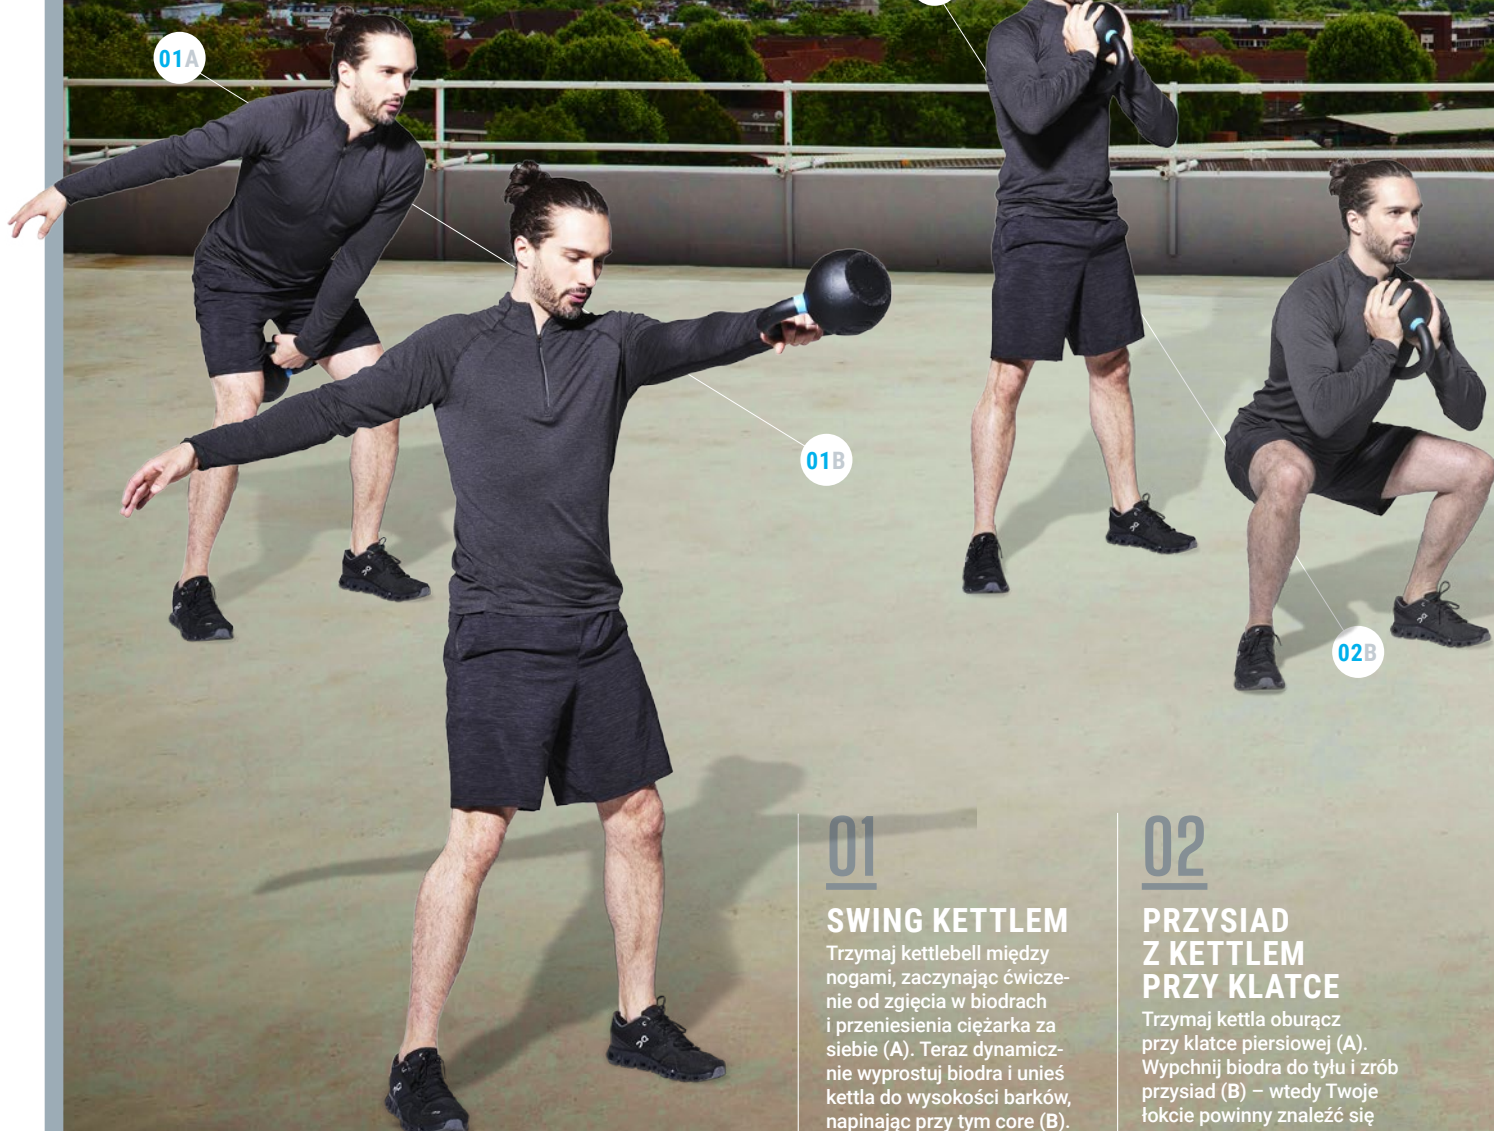 01A
01B
02B
01
SWING KETTLEM
Trzymaj kettlebell między
nogami, zaczynając ćwicze-
nie od zgięcia w biodrach
i przeniesienia ciężarka za
siebie (A). Teraz dynamicz-
nie wyprostuj biodra i unieś
kettla do wysokości barków,
napinając przy tym core (B).
02
PRZYSIAD
Z KETTLEM
PRZY KLATCE
Trzymaj kettla oburącz
przy klatce piersiowej (A).
Wypchnij biodra do tyłu i zrób
przysiad (B) – wtedy Twoje
łokcie powinny znaleźć się